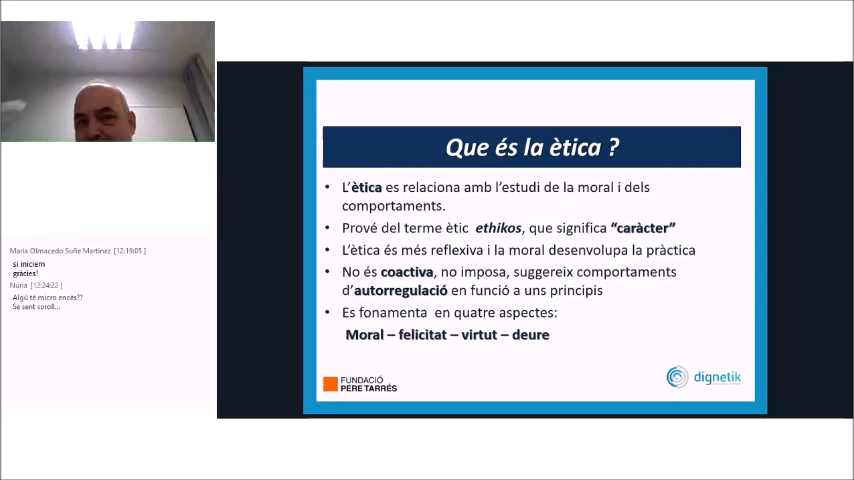 Que és la ètica ?
• L'ètica es relaciona amb l'estudi de la moral i dels
comportaments.
• Prové del terme ètic ethikos, que significa "caràcter"
• L'ètica és més reflexiva i la moral desenvolupa la pràctica
• No és coactiva, no imposa, suggereix comportaments
d'autorregulació en funció a uns principis
• Es fonamenta en quatre aspectes:
Moral – felicitat – virtut – deure
FUNDACIÓ
PERE TARRÉS
dignetik
Maria Olmacedo Suñe Martinez [12:19:05 ]
si iniciem
gràcies!
Núria [12:24:22 ]
Algú té micro encès??
Se sent soroll...